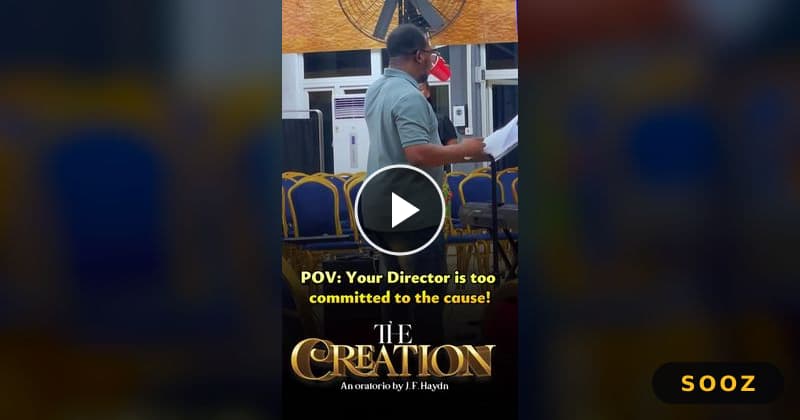 POV: Your Director is too
committed to the cause!
THE
CREATION
An oratorio by J.F. Haydn
SOOZ